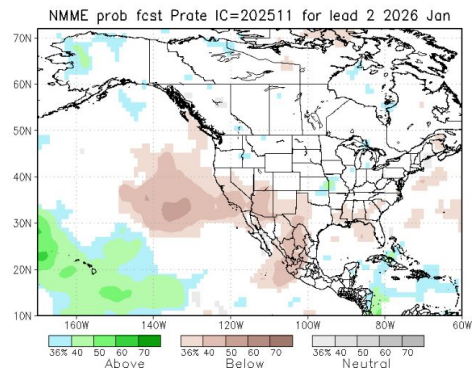 NMME prob fcst Prate IC=202511 for lead 2 2026 Jan
70N
60N
50N
40N
30N
20N
10N
160W 140W 120W 100W 80W 60W
36% 40 50 60 70 36% 40 50 60 70 36% 40 50 60 70
Above Below Neutral